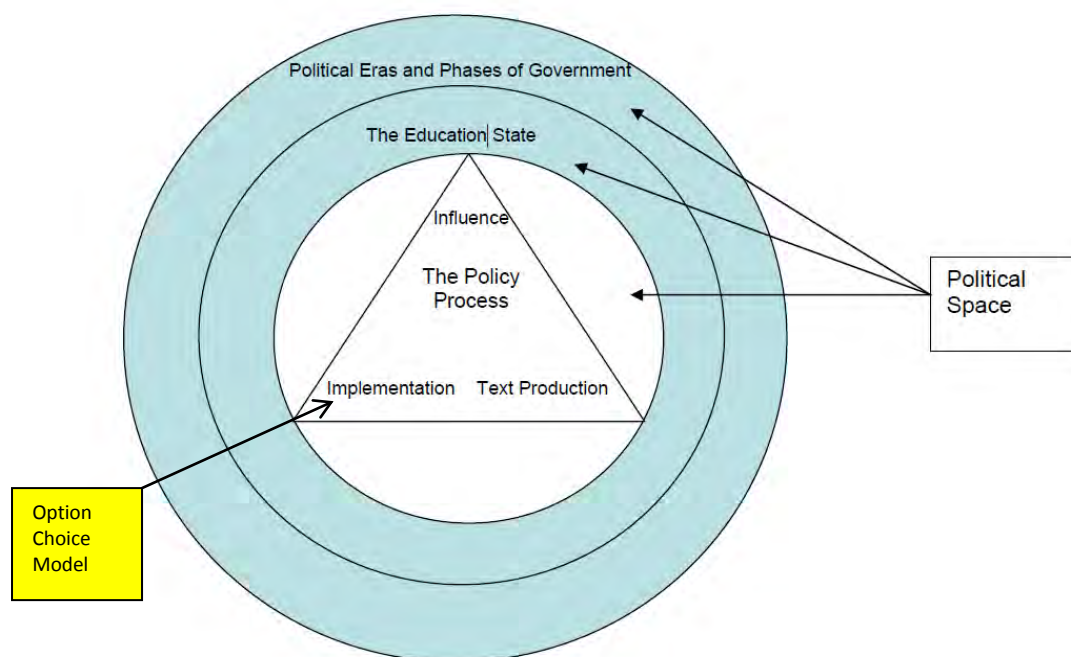 Political Eras and Phases of Government
The Education State
Influence
The Policy
Process
Political
Space
Implementation
Text Production
Option
Choice
Model